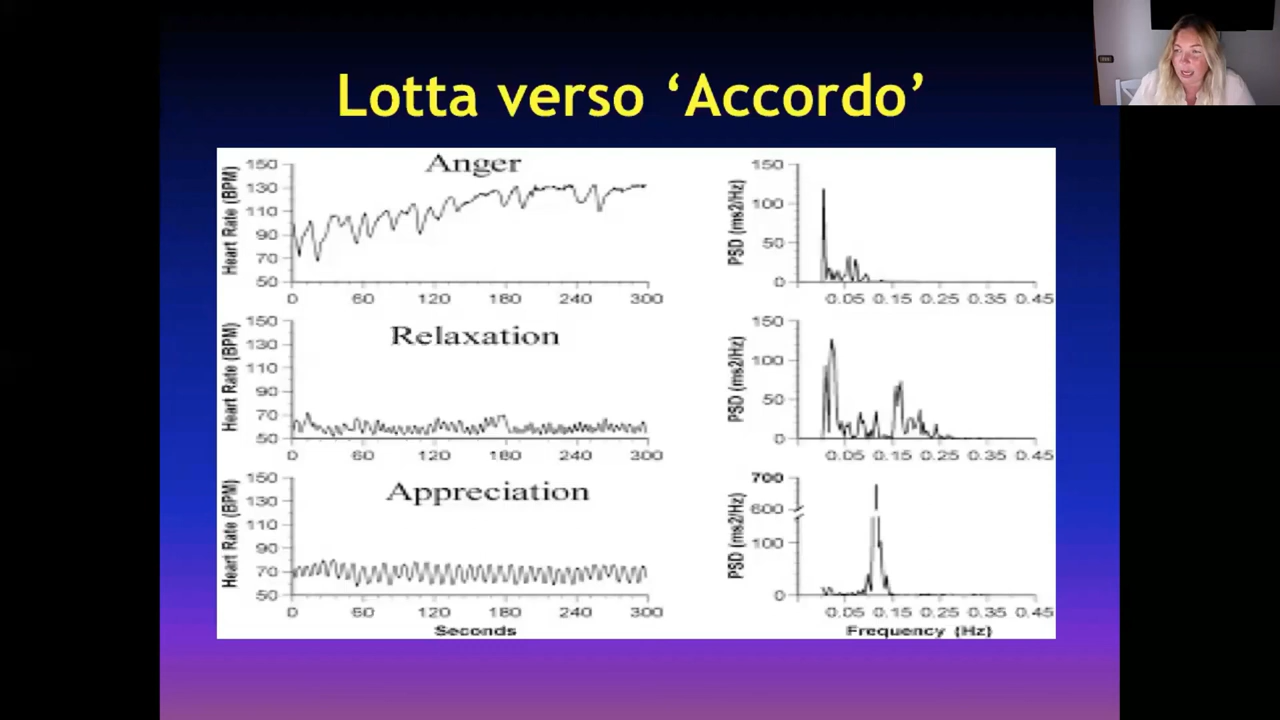 Lotta verso ‘Accordo’
Anger
Heart Rate (BPM)
150
130
110
90
70
50
0 60 120 180 240 300
PSD (ms2/Hz)
150
100
50
0
0.05 0.15 0.25 0.35 0.45
Relaxation
Heart Rate (BPM)
150
130
110
90
70
50
0 60 120 180 240 300
PSD (ms2/Hz)
150
100
50
0
0.05 0.15 0.25 0.35 0.45
Appreciation
Heart Rate (BPM)
150
130
110
90
70
50
0 60 120 180 240 300
Seconds
PSD (ms2/Hz)
700
600
100
0
0.05 0.15 0.25 0.35 0.45
Frequency (Hz)